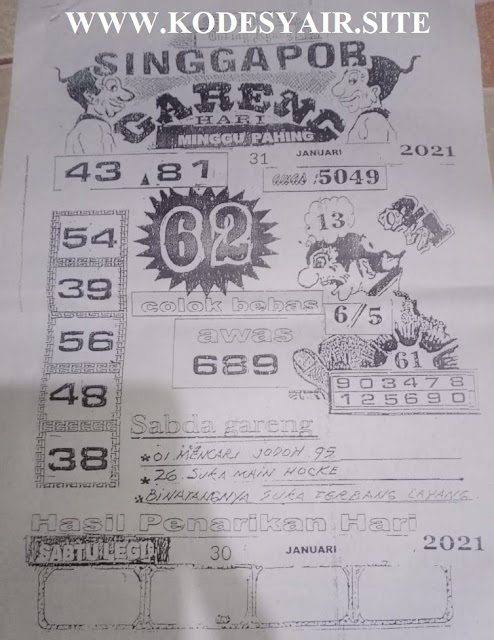 WWW.KODESYAIR.SITE
SINGGAPOR
GARENG
HARI
MINGGU PAHING
31 JANUARI 2021
43 81
5049
54
62
13
39
colok bebas
6/5
56
awas
689
61
903478
125690
48
38
Sabda gareng
*01 MENCARI JODOH 95
*26. SUKA MAIN HOCKE
*BINATANGNYA SUKA TERBANG LAYANG
Hasil Penarikan Hari
SABTU LEGI 30 JANUARI 2021